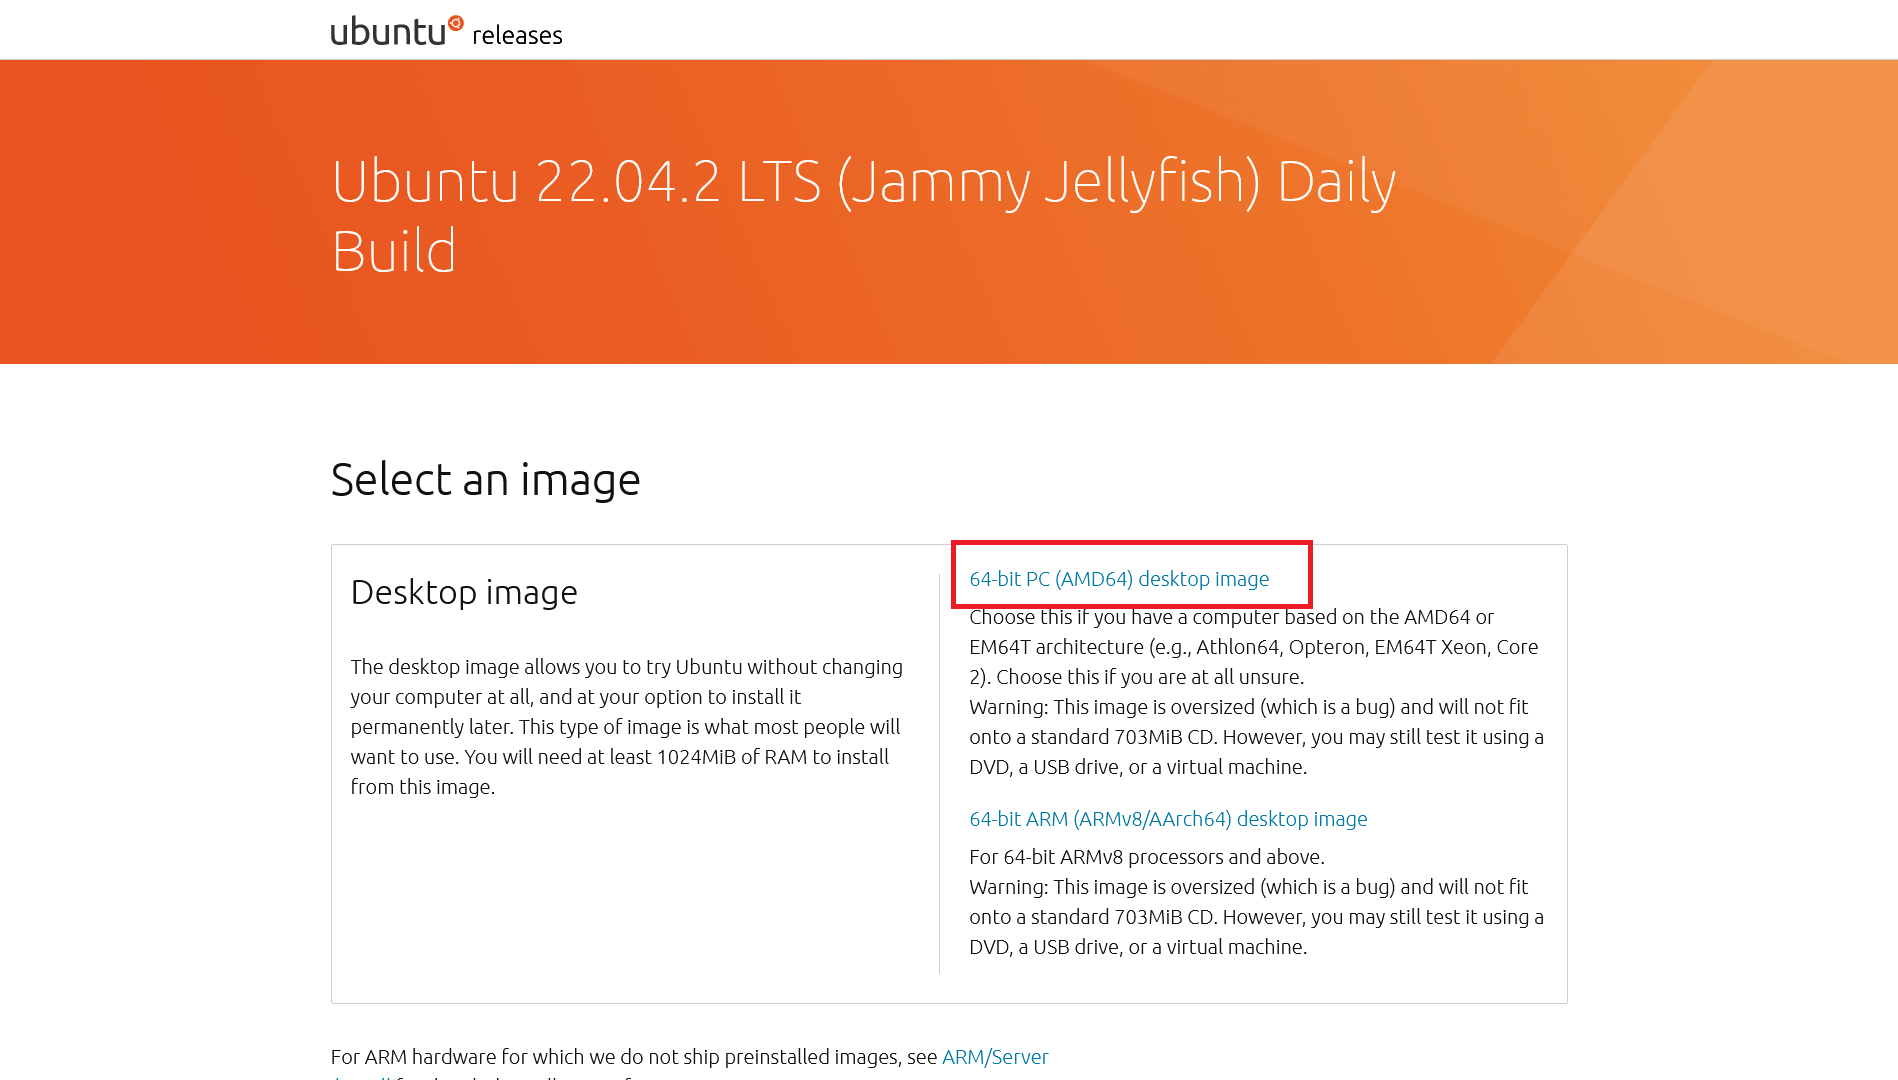 ubuntu releases
Ubuntu 22.04.2 LTS (Jammy Jellyfish) Daily
Build
Select an image
Desktop image
The desktop image allows you to try Ubuntu without changing
your computer at all, and at your option to install it
permanently later. This type of image is what most people will
want to use. You will need at least 1024MiB of RAM to install
from this image.
64-bit PC (AMD64) desktop image
Choose this if you have a computer based on the AMD64 or
EM64T architecture (e.g., Athlon64, Opteron, EM64T Xeon, Core
2). Choose this if you are at all unsure.
Warning: This image is oversized (which is a bug) and will not fit
onto a standard 703MiB CD. However, you may still test it using a
DVD, a USB drive, or a virtual machine.
64-bit ARM (ARMv8/AArch64) desktop image
For 64-bit ARMv8 processors and above.
Warning: This image is oversized (which is a bug) and will not fit
onto a standard 703MiB CD. However, you may still test it using a
DVD, a USB drive, or a virtual machine.
For ARM hardware for which we do not ship preinstalled images, see ARM/Server